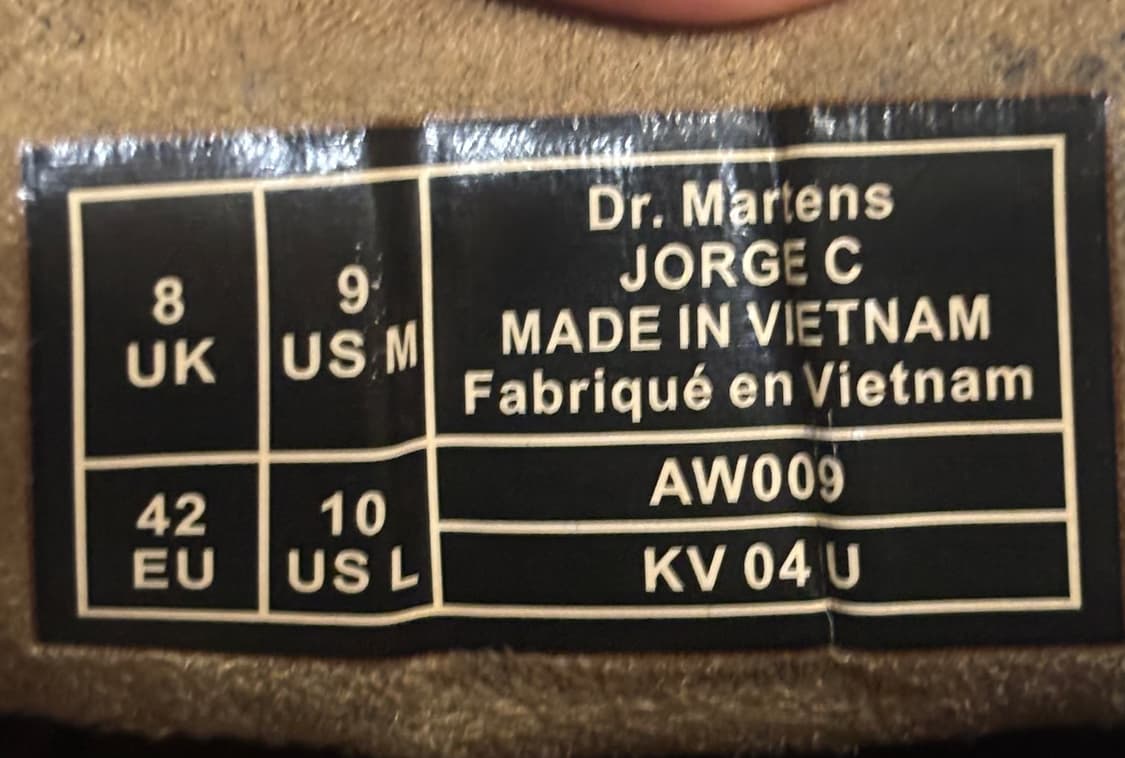 8
UK
9
US M
42
EU
10
US L
Dr. Martens
JORGE C
MADE IN VIETNAM
Fabriqué en Vietnam
AW009
KV 04 U